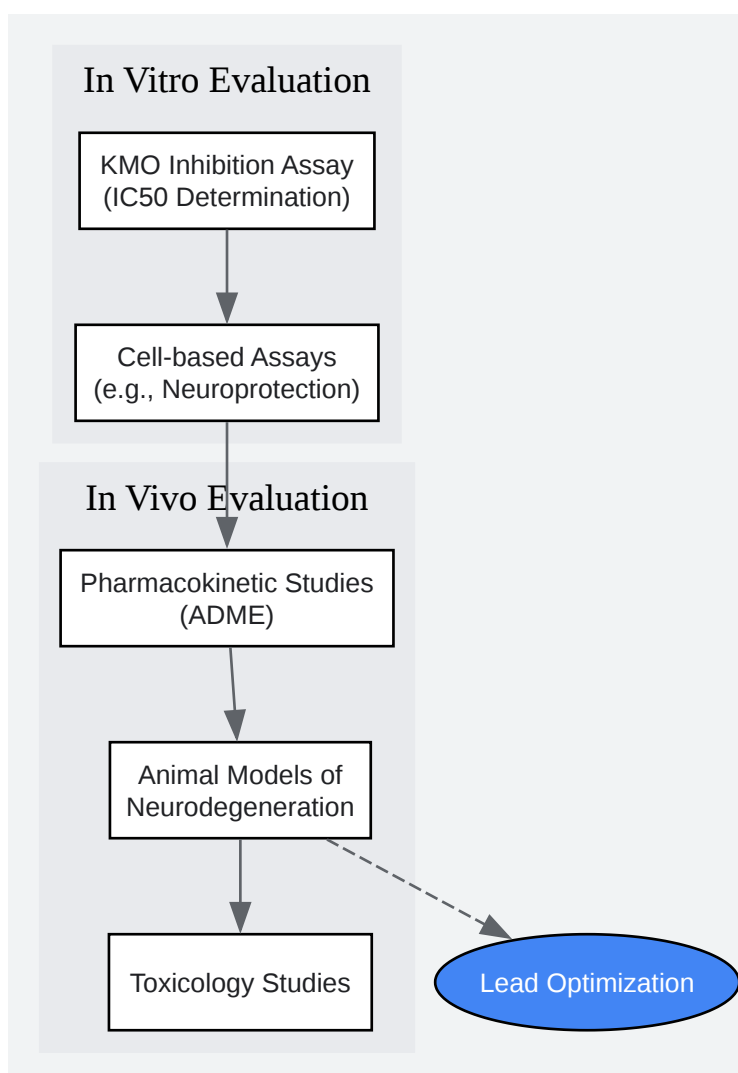 In Vitro Evaluation
KMO Inhibition Assay
(IC50 Determination)
Cell-based Assays
(e.g., Neuroprotection)
In Vivo Evaluation
Pharmacokinetic Studies
(ADME)
Animal Models of
Neurodegeneration
Toxicology Studies
Lead Optimization